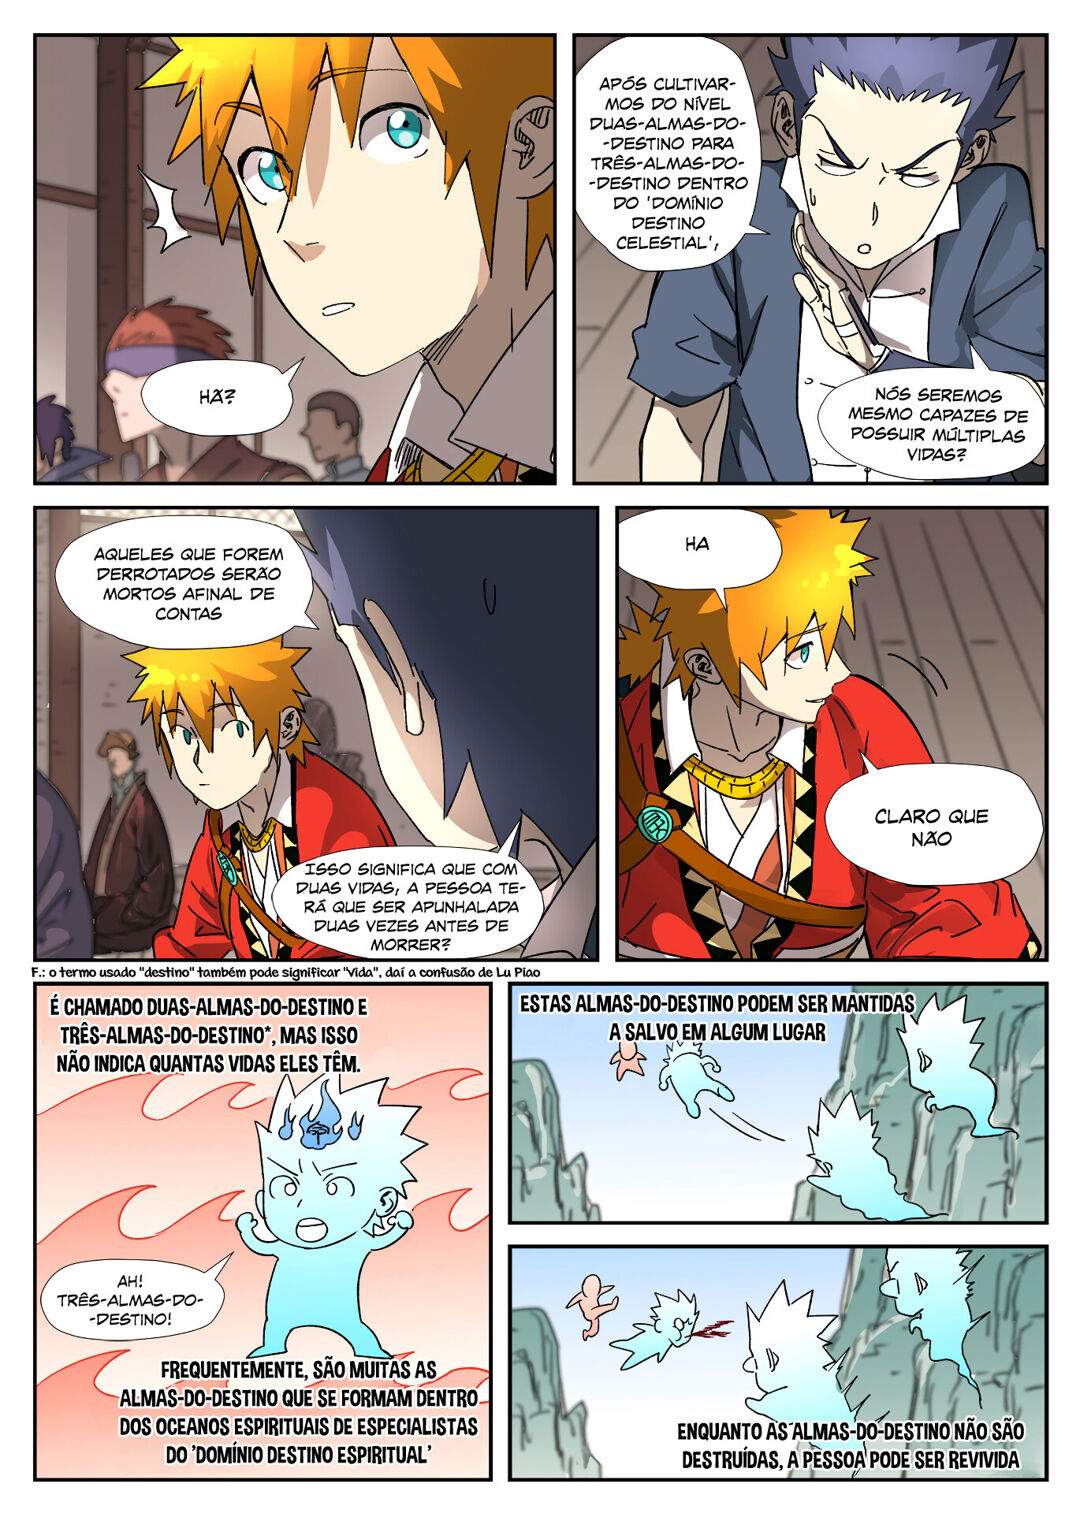 HÃ?
APÓS CULTIVAR-
MOS DO NÍVEL
DUAS-ALMAS-DO-
-DESTINO PARA
TRÊS-ALMAS-DO-
-DESTINO DENTRO
DO 'DOMÍNIO
DESTINO
CELESTIAL',
NÓS SEREMOS
MESMO CAPAZES DE
POSSUIR MÚLTIPLAS
VIDAS?
AQUELES QUE FOREM
DERROTADOS SERÃO
MORTOS AFINAL DE
CONTAS
ISSO SIGNIFICA QUE COM
DUAS VIDAS, A PESSOA TE-
RÁ QUE SER APUNHALADA
DUAS VEZES ANTES DE
MORRER?
HA
CLARO QUE
NÃO
F.: o termo usado "destino" também pode significar "vida", daí a confusão de Lu Piao
É CHAMADO DUAS-ALMAS-DO-DESTINO E
TRÊS-ALMAS-DO-DESTINO*, MAS ISSO
NÃO INDICA QUANTAS VIDAS ELES TÊM.
命
AH!
TRÊS-ALMAS-DO-
-DESTINO!
FREQUENTEMENTE, SÃO MUITAS AS
ALMAS-DO-DESTINO QUE SE FORMAM DENTRO
DOS OCEANOS ESPIRITUAIS DE ESPECIALISTAS
DO 'DOMÍNIO DESTINO ESPIRITUAL'
ESTAS ALMAS-DO-DESTINO PODEM SER MANTIDAS
A SALVO EM ALGUM LUGAR
ENQUANTO AS ALMAS-DO-DESTINO NÃO SÃO
DESTRUÍDAS, A PESSOA PODE SER REVIVIDA